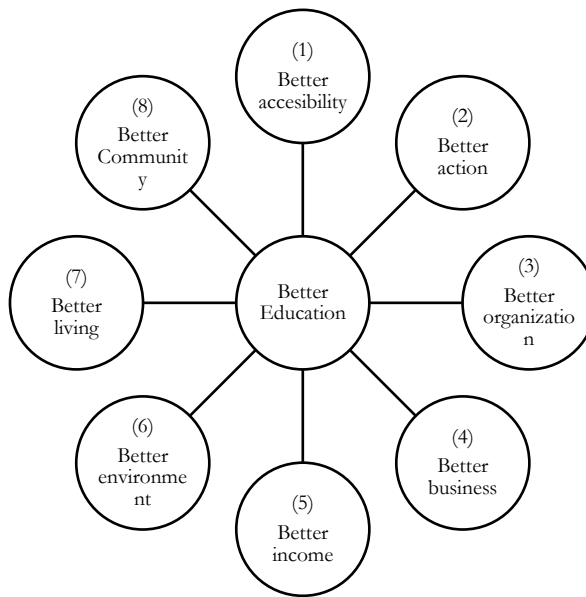 (1)
Better
accesibility
(2)
Better
action
(3)
Better
organizatio
n
(4)
Better
business
(5)
Better
income
(6)
Better
environme
nt
(7)
Better
living
(8)
Better
Communit
y
Better
Education